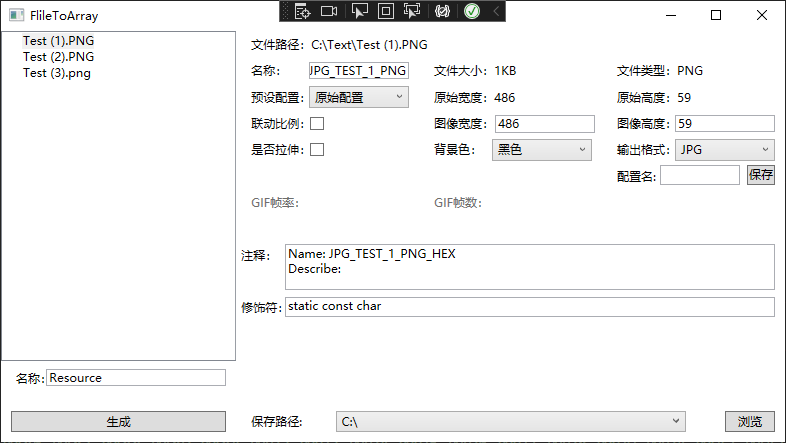 FlileToArray
Test (1).PNG
Test (2).PNG
Test (3).png
文件路径： C:\Text\Test (1).PNG
名称： JPG_TEST_1_PNG 文件大小： 1KB 文件类型： PNG
预设配置： 原始配置 原始宽度： 486 原始高度： 59
联动比例： 图像宽度： 486 图像高度： 59
是否拉伸： 背景色： 黑色 输出格式： JPG
配置名: 保存
GIF帧率： GIF帧数：
注释： Name: JPG_TEST_1_PNG_HEX
Describe:
修饰符： static const char
名称： Resource
生成 保存路径： C:\ 浏览